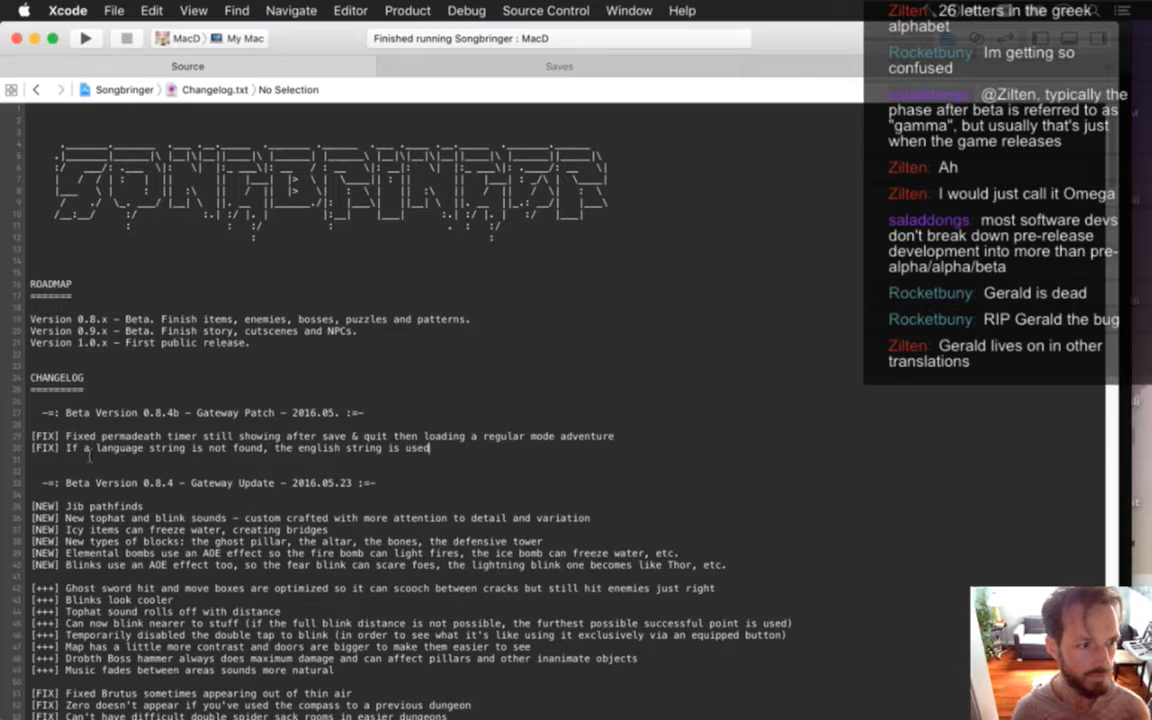 Xcode File Edit View Find Navigate Editor Product Debug Source Control Window Help
MacD My Mac Finished running Songbringer : MacD
Source Saves
Songbringer Changelog.txt No Selection
SONGBRINGER
ROADMAP
=======
Version 0.8.x - Beta. Finish items, enemies, bosses, puzzles and patterns.
Version 0.9.x - Beta. Finish story, cutscenes and NPCs.
Version 1.0.x - First public release.
CHANGELOG
=========
-=: Beta Version 0.8.4b - Gateway Patch - 2016.05. :=-
[FIX] Fixed permadeath timer still showing after save & quit then loading a regular mode adventure
[FIX] If a language string is not found, the english string is used
-=: Beta Version 0.8.4 - Gateway Update - 2016.05.23 :=-
[NEW] Jib pathfinds
[NEW] New tophat and blink sounds - custom crafted with more attention to detail and variation
[NEW] Icy items can freeze water, creating bridges
[NEW] New types of blocks: the ghost pillar, the altar, the bones, the defensive tower
[NEW] Elemental bombs use an AOE effect so the fire bomb can light fires, the ice bomb can freeze water, etc.
[NEW] Blinks use an AOE effect too, so the fear blink can scare foes, the lightning blink one becomes like Thor, etc.
[+++] Ghost sword hit and move boxes are optimized so it can scooch between cracks but still hit enemies just right
[+++] Blinks look cooler
[+++] Tophat sound rolls off with distance
[+++] Can now blink nearer to stuff (if the full blink distance is not possible, the furthest possible successful point is used)
[+++] Temporarily disabled the double tap to blink (in order to see what it's like using it exclusively via an equipped button)
[+++] Map has a little more contrast and doors are bigger to make them easier to see
[+++] Drobth Boss hammer always does maximum damage and can affect pillars and other inanimate objects
[+++] Music fades between areas sounds more natural
[FIX] Fixed Brutus sometimes appearing out of thin air
[FIX] Zero doesn't appear if you've used the compass to a previous dungeon
[FIX] Can't have difficult double spider sack rooms in easier dungeons
Zilten: 26 letters in the greek
alphabet
Rocketbuny: Im getting so
confused
saladdongs: @Zilten, typically the
phase after beta is referred to as
"gamma", but usually that's just
when the game releases
Zilten: Ah
Zilten: I would just call it Omega
saladdongs: most software devs
don't break down pre-release
development into more than pre-
alpha/alpha/beta
Rocketbuny: Gerald is dead
Rocketbuny: RIP Gerald the bug
Zilten: Gerald lives on in other
translations